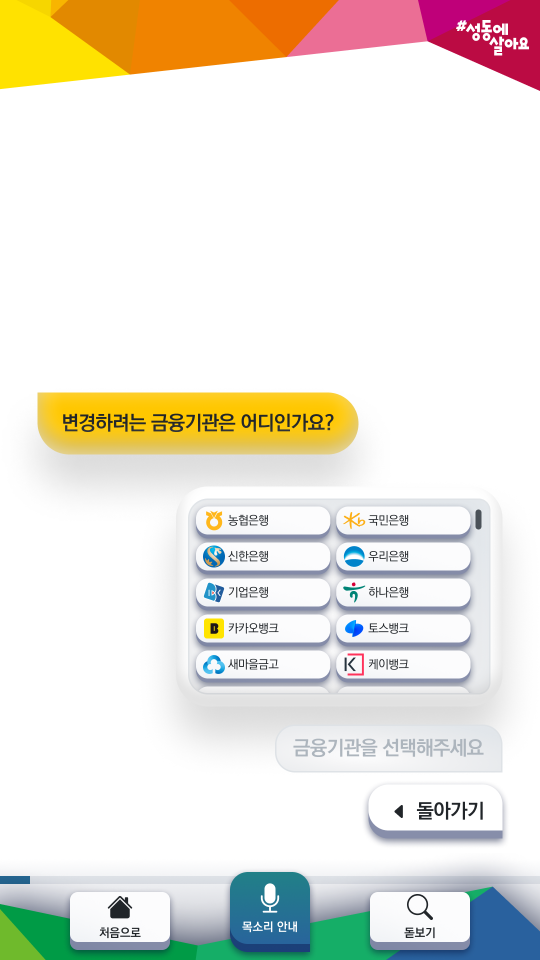 #성동에
살아요
변경하려는 금융기관은 어디인가요?
농협은행
국민은행
신한은행
우리은행
기업은행
하나은행
카카오뱅크
토스뱅크
새마을금고
케이뱅크
금융기관을 선택해주세요
돌아가기
처음으로
목소리 안내
돋보기